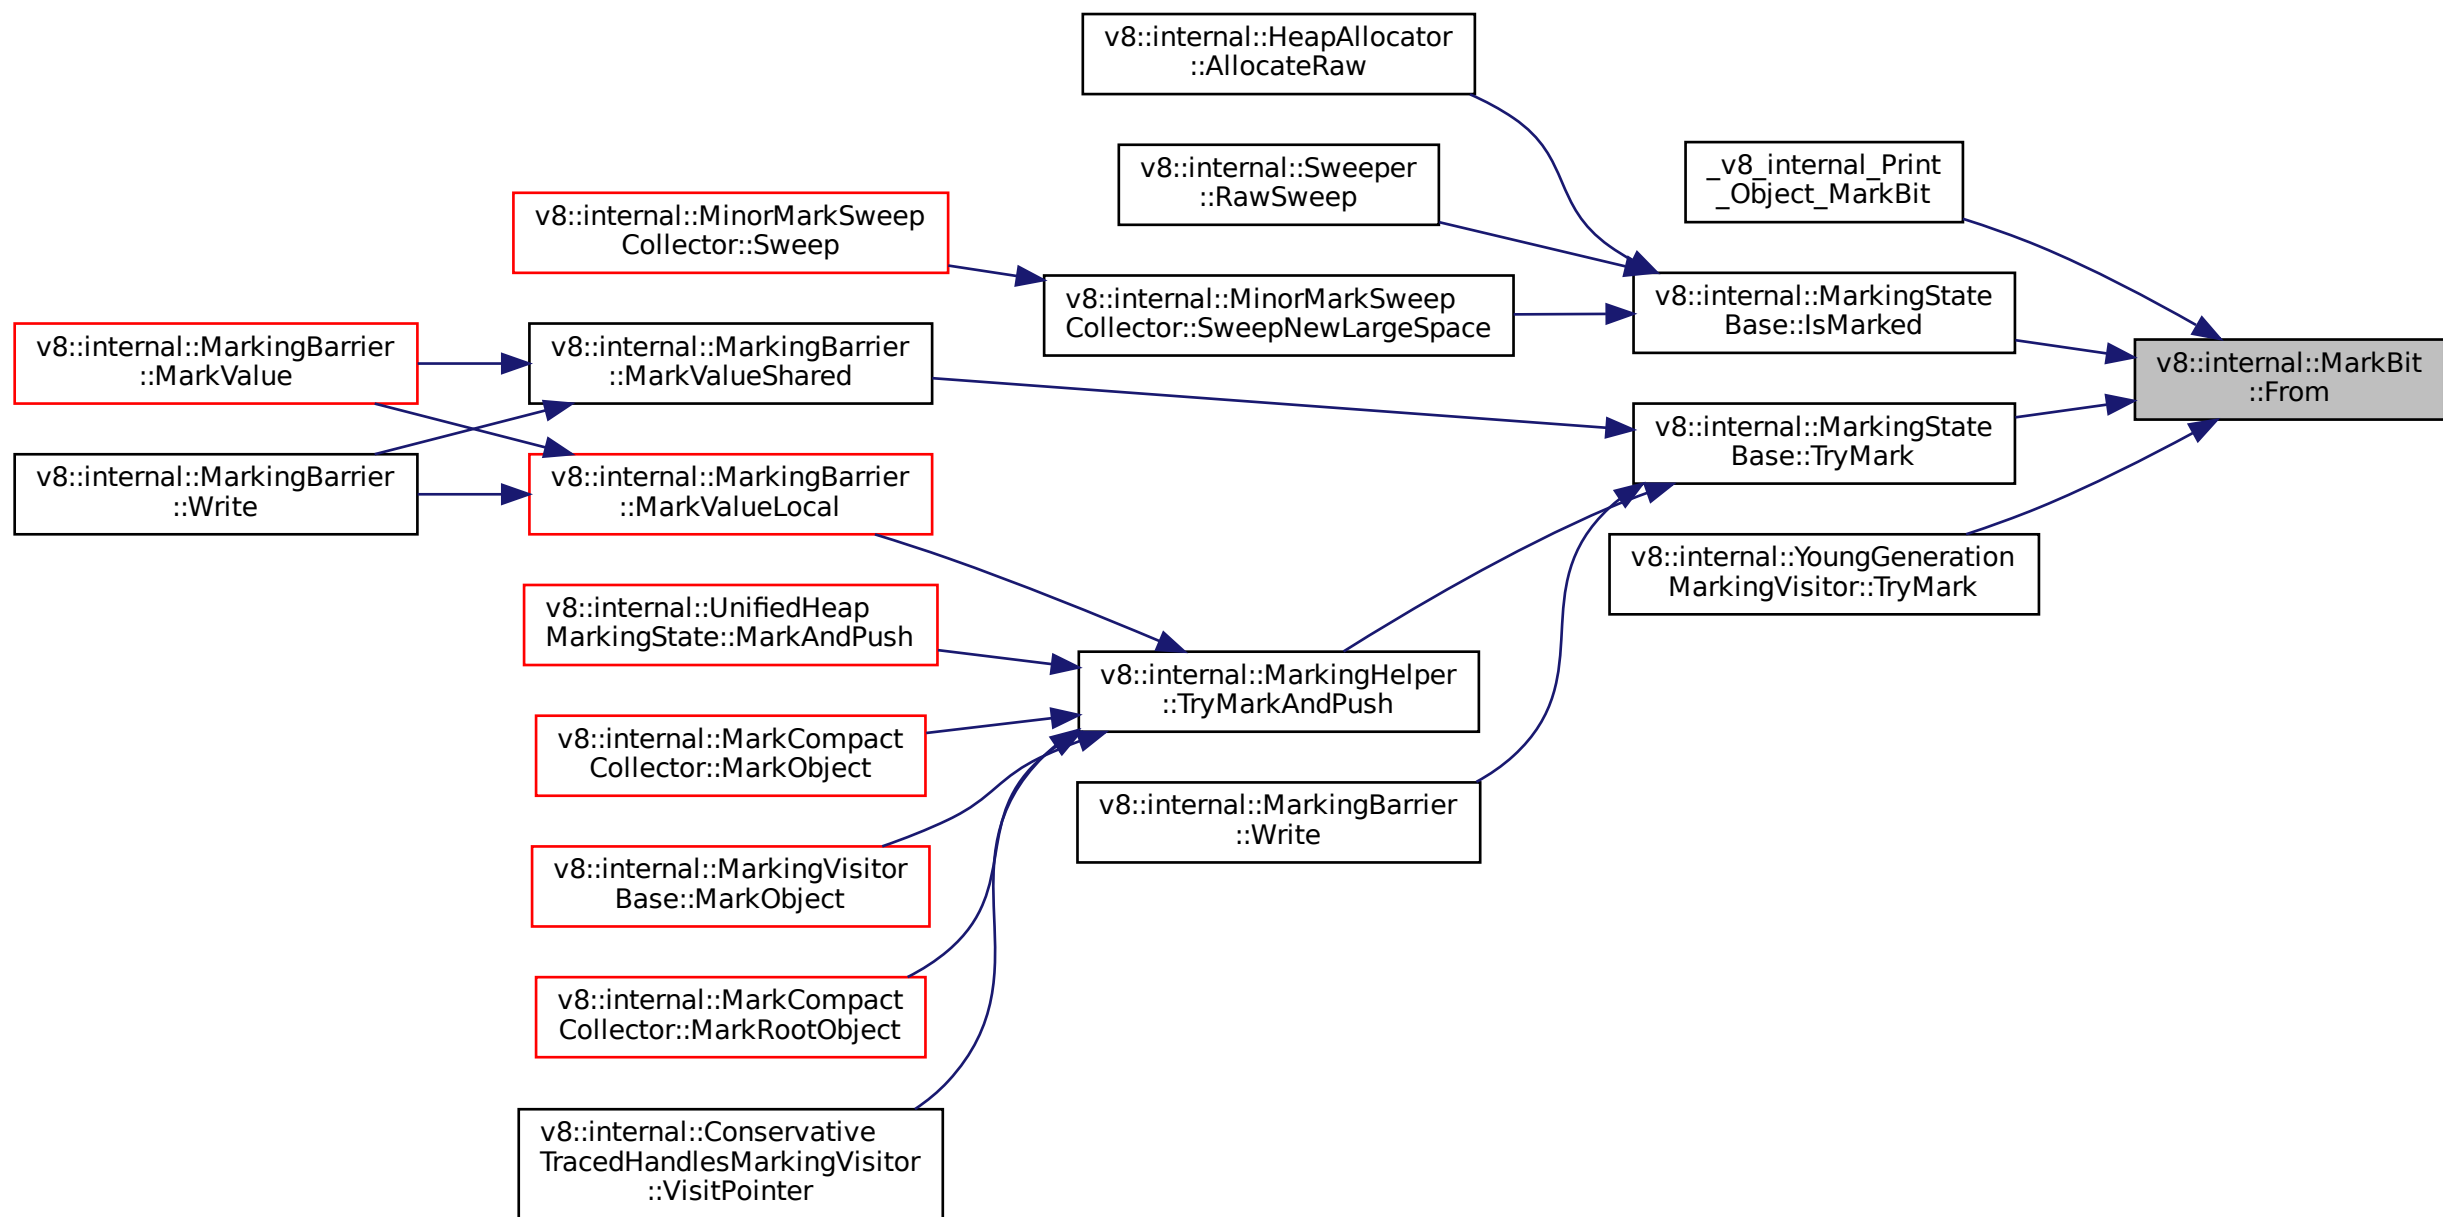 v8::internal::HeapAllocator
::AllocateRaw
_v8_internal_Print
_Object_MarkBit
v8::internal::Sweeper
::RawSweep
v8::internal::MinorMarkSweep
Collector::Sweep
v8::internal::MinorMarkSweep
Collector::SweepNewLargeSpace
v8::internal::MarkingState
Base::IsMarked
v8::internal::MarkingBarrier
::MarkValue
v8::internal::MarkingBarrier
::MarkValueShared
v8::internal::MarkBit
::From
v8::internal::MarkingState
Base::TryMark
v8::internal::MarkingBarrier
::Write
v8::internal::MarkingBarrier
::MarkValueLocal
v8::internal::YoungGeneration
MarkingVisitor::TryMark
v8::internal::UnifiedHeap
MarkingState::MarkAndPush
v8::internal::MarkingHelper
::TryMarkAndPush
v8::internal::MarkCompact
Collector::MarkObject
v8::internal::MarkingBarrier
::Write
v8::internal::MarkingVisitor
Base::MarkObject
v8::internal::MarkCompact
Collector::MarkRootObject
v8::internal::Conservative
TracedHandlesMarkingVisitor
::VisitPointer